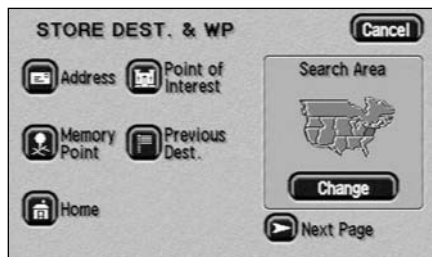 STORE DEST. & WP
Cancel
Address
Point of
Interest
Search Area
Memory
Point
Previous
Dest.
Change
Home
Next Page